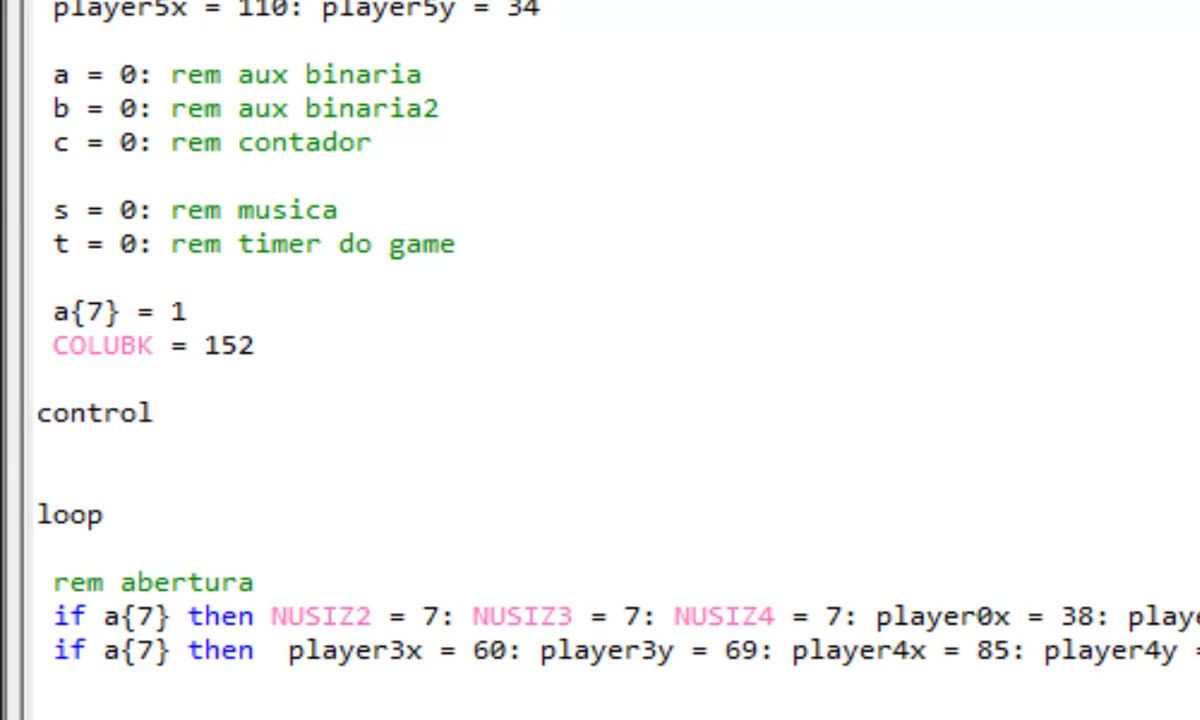 player5x = 110: player5y = 34
a = 0: rem aux binaria
b = 0: rem aux binaria2
c = 0: rem contador
s = 0: rem musica
t = 0: rem timer do game
a{7} = 1
COLUBK = 152
control
loop
rem abertura
if a{7} then NUSIZ2 = 7: NUSIZ3 = 7: NUSIZ4 = 7: player0x = 38: playe
if a{7} then  player3x = 60: player3y = 69: player4x = 85: player4y =